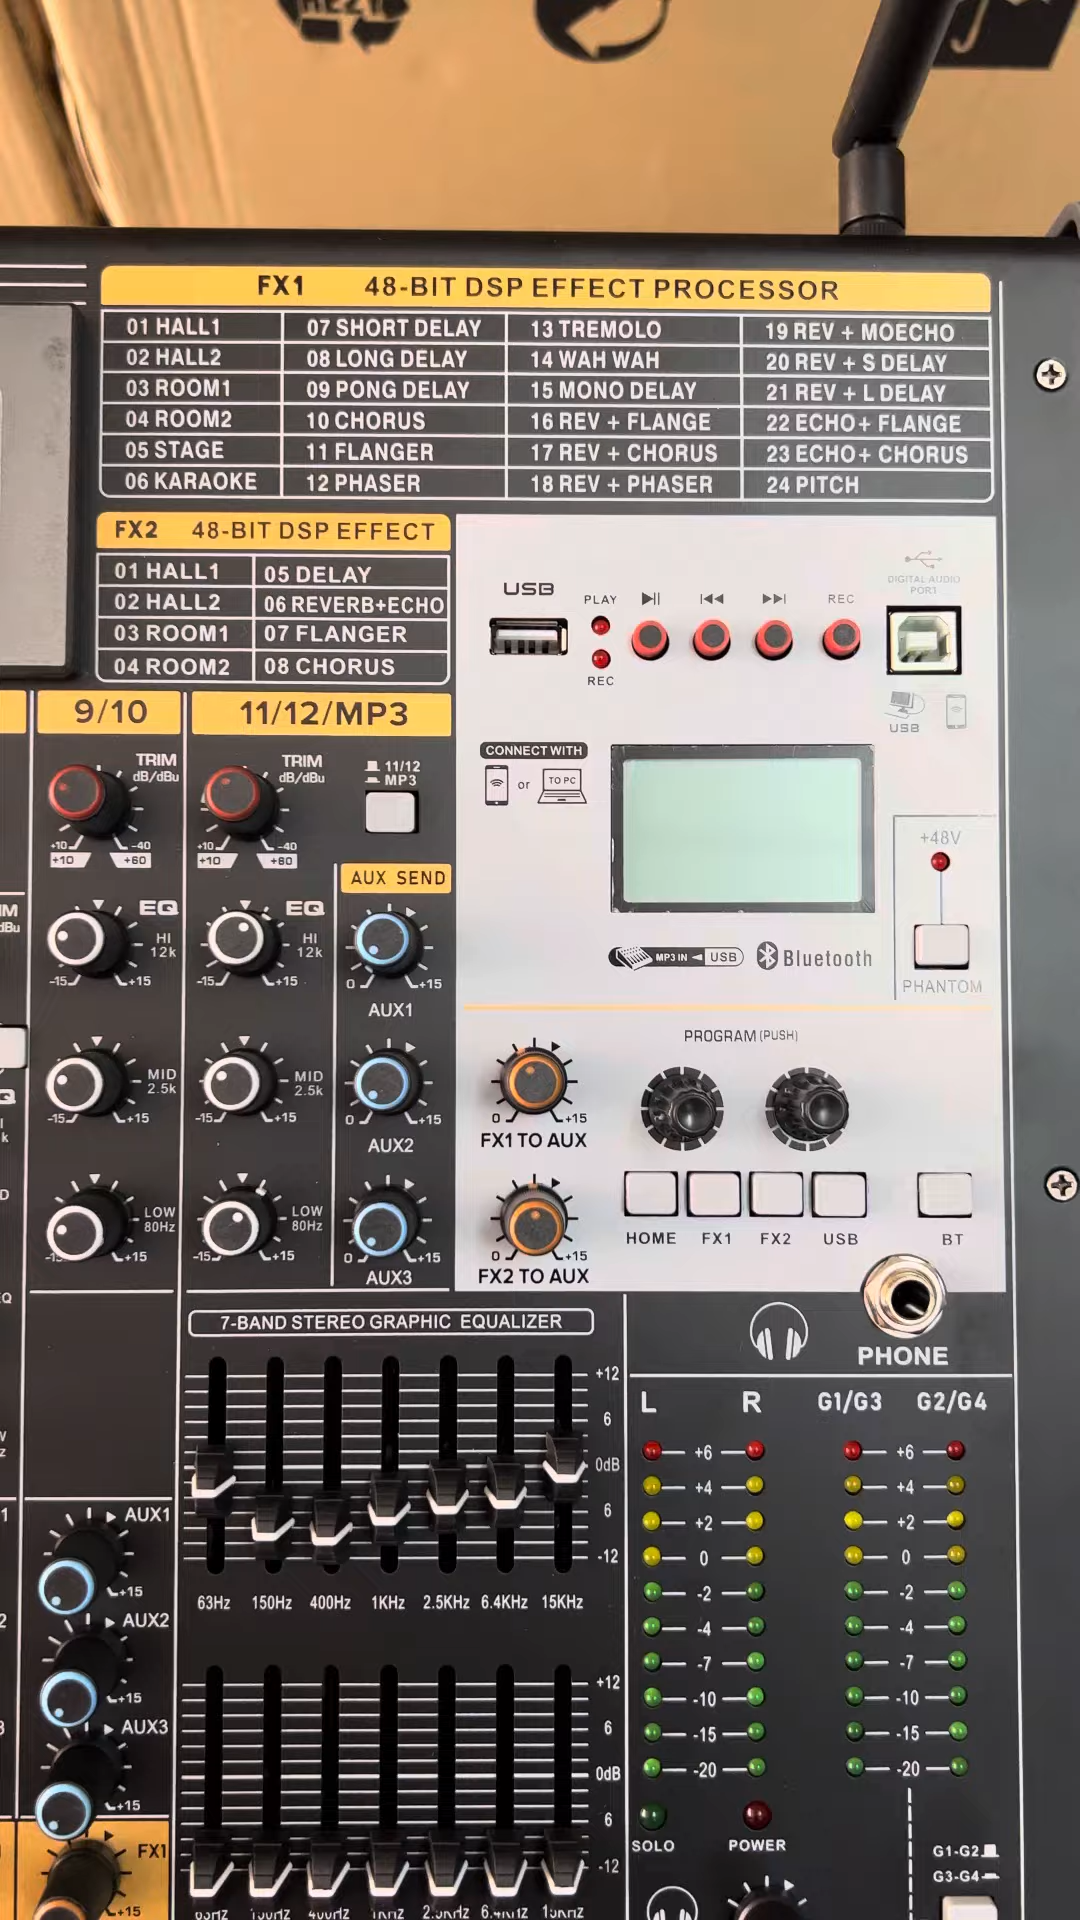 FX1 48-BIT DSP EFFECT PROCESSOR
01 HALL1 07 SHORT DELAY 13 TREMOLO 19 REV + MOECHO
02 HALL2 08 LONG DELAY 14 WAH WAH 20 REV + S DELAY
03 ROOM1 09 PONG DELAY 15 MONO DELAY 21 REV + L DELAY
04 ROOM2 10 CHORUS 16 REV + FLANGE 22 ECHO+ FLANGE
05 STAGE 11 FLANGER 17 REV + CHORUS 23 ECHO+ CHORUS
06 KARAOKE 12 PHASER 18 REV + PHASER 24 PITCH
FX2 48-BIT DSP EFFECT
01 HALL1 05 DELAY
02 HALL2 06 REVERB+ECHO
03 ROOM1 07 FLANGER
04 ROOM2 08 CHORUS
USB
PLAY
REC
REC
DIGITAL AUDIO
PORT
USB
CONNECT WITH
or
TO PC
+48V
PHANTOM
MP3 IN ◄ USB
Bluetooth
9/10
TRIM
dB/dBu
+10 -40
+10 +60
EQ
HI
12k
-15 +15
MID
2.5k
-15 +15
LOW
80Hz
-15 +15
11/12/MP3
TRIM
dB/dBu
+10 -40
+10 +60
11/12
MP3
EQ
HI
12k
-15 +15
MID
2.5k
-15 +15
LOW
80Hz
-15 +15
AUX SEND
0 +15
AUX1
0 +15
AUX2
0 +15
AUX3
PROGRAM (PUSH)
0 +15
FX1 TO AUX
0 +15
FX2 TO AUX
HOME FX1 FX2 USB BT
PHONE
7-BAND STEREO GRAPHIC EQUALIZER
+12
6
0dB
6
-12
63Hz 150Hz 400Hz 1KHz 2.5KHz 6.4KHz 15KHz
+12
6
0dB
6
-12
63Hz 150Hz 400Hz 1KHz 2.5KHz 6.4KHz 15KHz
AUX1
+15
AUX2
+15
AUX3
+15
FX1
+15
L R G1/G3 G2/G4
+6 +6
+4 +4
+2 +2
0 0
-2 -2
-4 -4
-7 -7
-10 -10
-15 -15
-20 -20
SOLO POWER
G1-G2
G3-G4